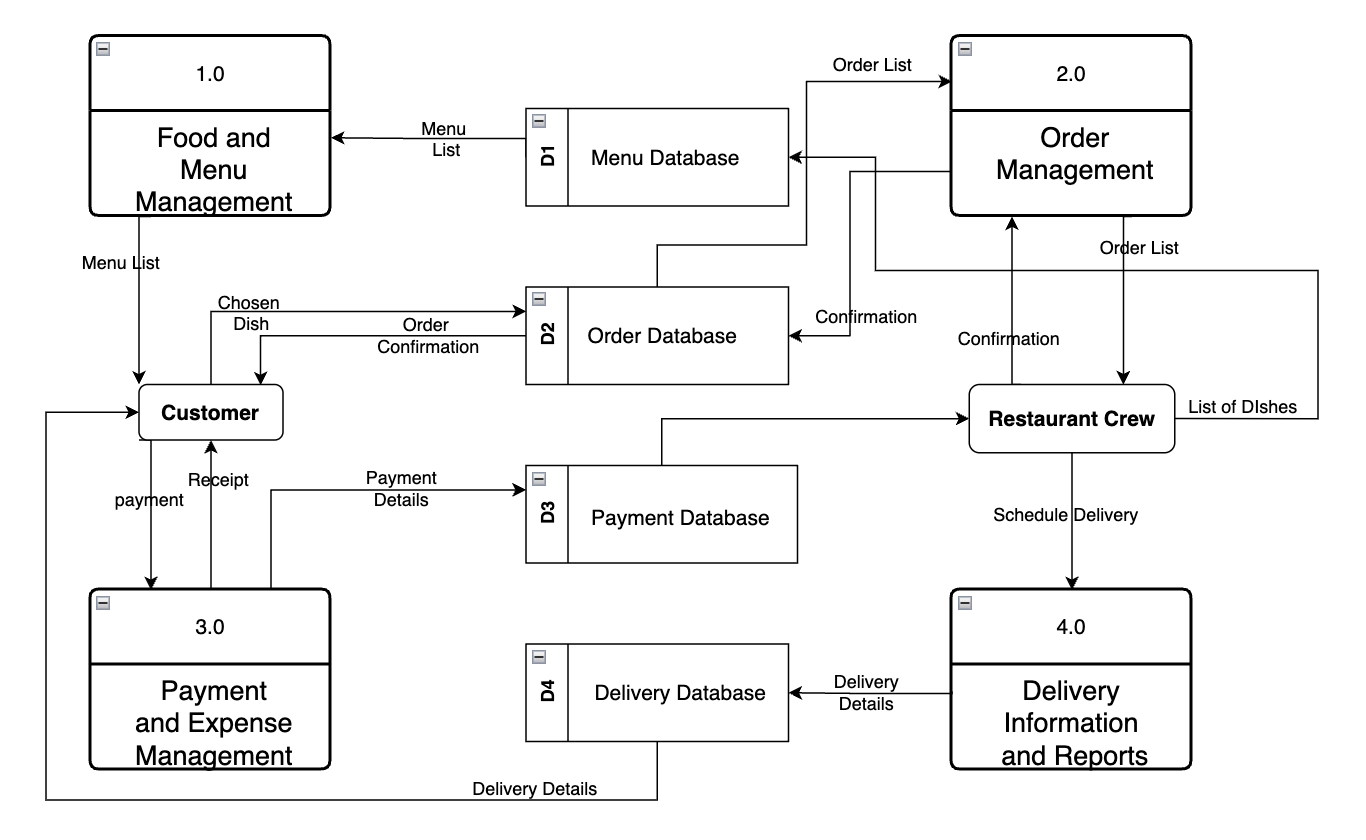 1.0
Food and
Menu
Management
Menu
List
D1
Menu Database
Order List
2.0
Order
Management
Menu List
Order List
Chosen
Dish
Order
Confirmation
D2
Order Database
Confirmation
Confirmation
Customer
Restaurant Crew
List of DIshes
payment
Receipt
Payment
Details
D3
Payment Database
Schedule Delivery
3.0
Payment
and Expense
Management
D4
Delivery Database
Delivery
Details
4.0
Delivery
Information
and Reports
Delivery Details